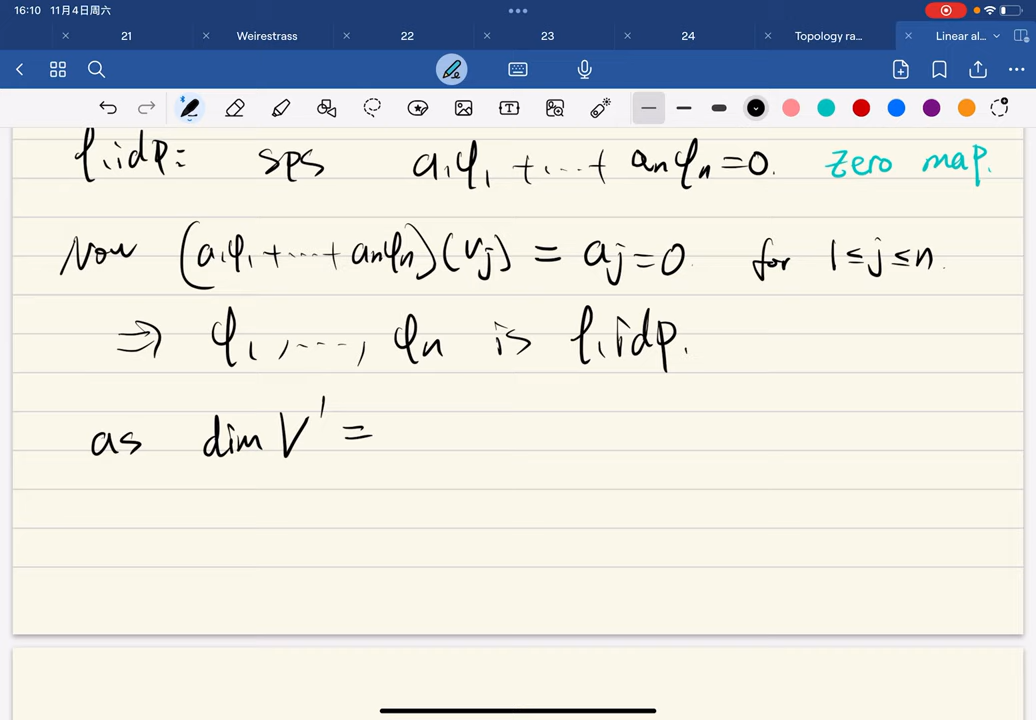 16:10 11月4日周六
21 Weirestrass 22 23 24 Topology ra... Linear al...
l.idp: sps a₁φ₁ + ... + aₙφₙ = 0. zero map.
Now (a₁φ₁ + ... + aₙφₙ)(vⱼ) = aⱼ = 0. for 1 ≤ j ≤ n.
⇒ φ₁, ..., φₙ is l.idp.
as dim V' =